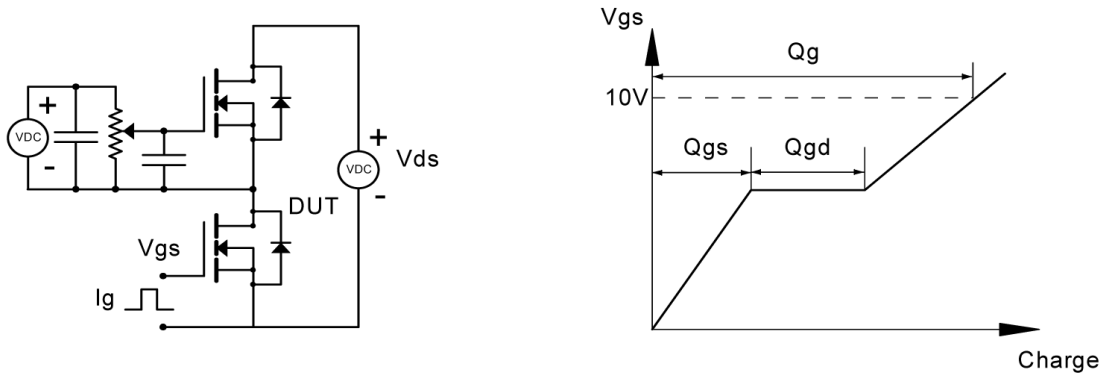 +
VDC
-
+
VDC
-
Vds
DUT
Vgs
Ig
Vgs
Qg
10V
Qgs
Qgd
Charge